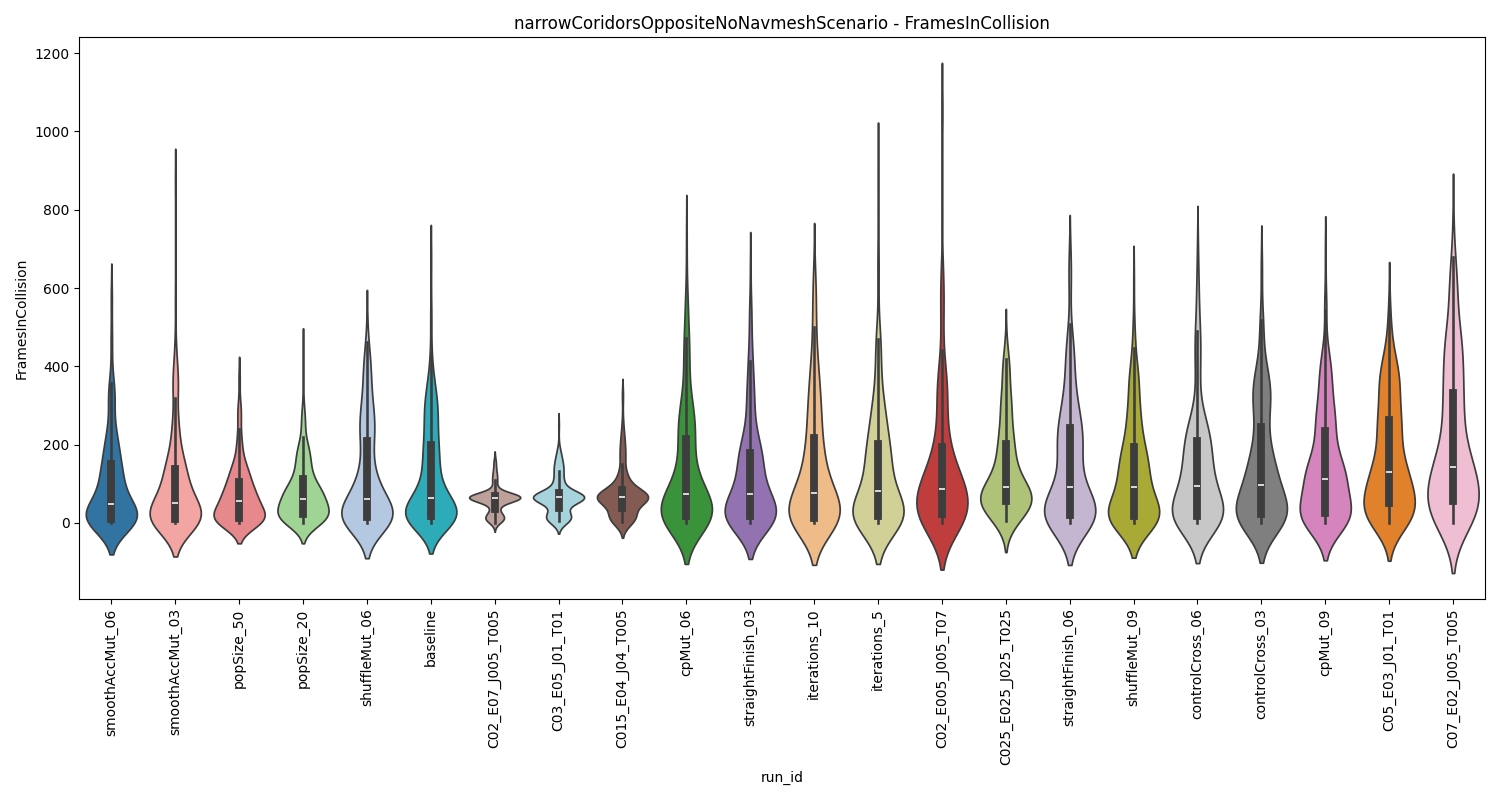 narrowCoridorsOppositeNoNavmeshScenario - FramesInCollision
FramesInCollision
1200
1000
800
600
400
200
0
smoothAccMut_06
smoothAccMut_03
popSize_50
popSize_20
shuffleMut_06
baseline
C02_E07_J005_T005
C03_E05_J01_T01
C015_E04_J04_T005
cpMut_06
straightFinish_03
iterations_10
iterations_5
C02_E005_J005_T07
C025_E025_J025_T025
straightFinish_06
shuffleMut_09
controlCross_06
controlCross_03
cpMut_09
C05_E03_J01_T01
C07_E02_J005_T005
run_id